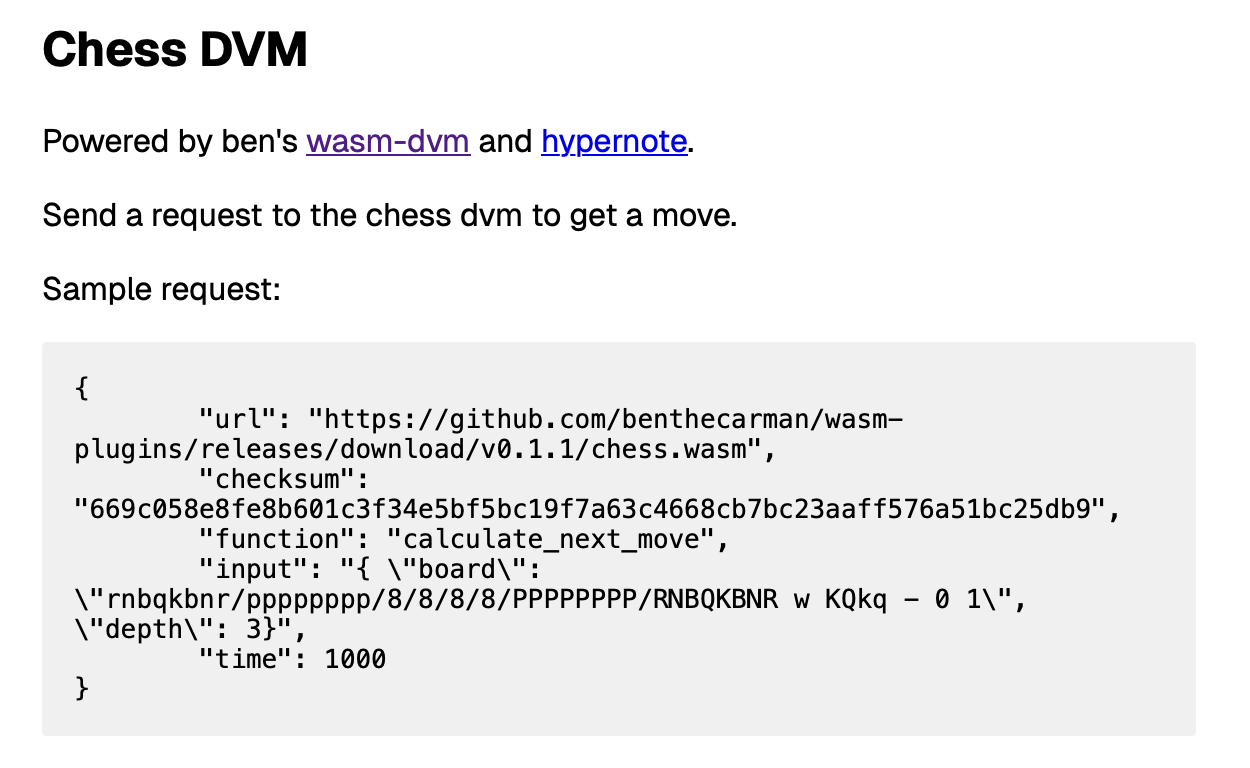 Chess DVM
Powered by ben's wasm-dvm and hypernote.
Send a request to the chess dvm to get a move.
Sample request:
{
"url": "https://github.com/benthecarman/wasm-
plugins/releases/download/v0.1.1/chess.wasm",
"checksum":
"669c058e8fe8b601c3f34e5bf5bc19f7a63c4668cb7bc23aaff576a51bc25db9",
"function": "calculate_next_move",
"input": "{ \"board\":
\"rnbqkbnr/pppppppp/8/8/8/8/PPPPPPPP/RNBQKBNR w KQkq - 0 1\",
\"depth\": 3}",
"time": 1000
}